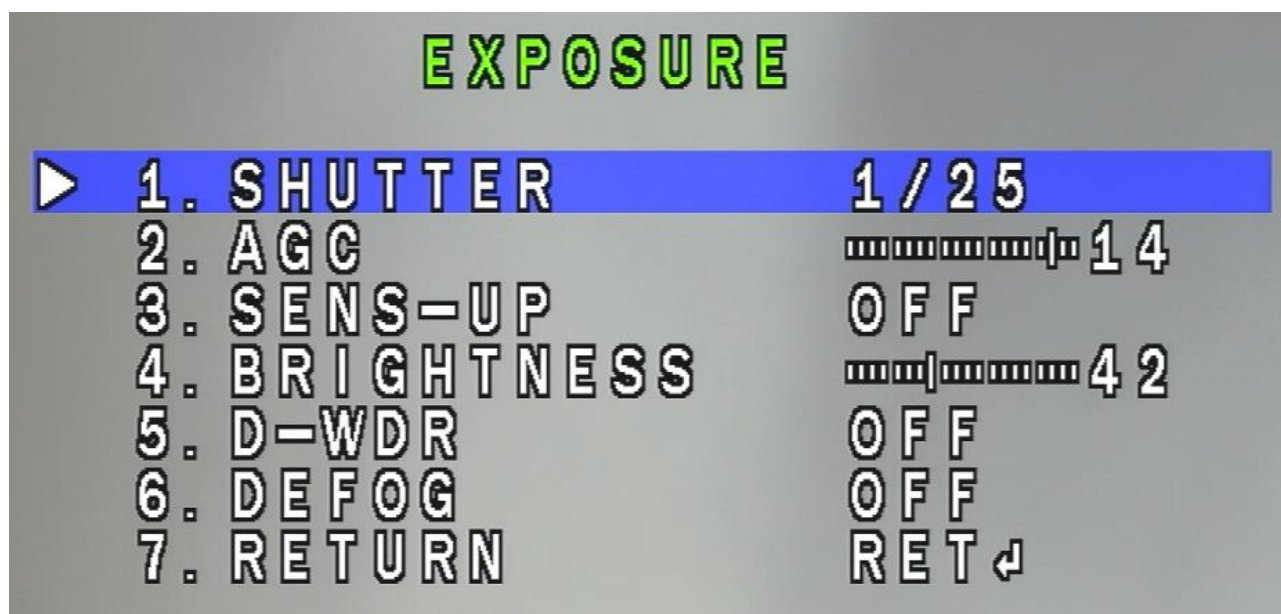 EXPOSURE
1. SHUTTER 1/25
2. AGC 14
3. SENS-UP OFF
4. BRIGHTNESS 42
5. D-WDR OFF
6. DEFOG OFF
7. RETURN RET↲